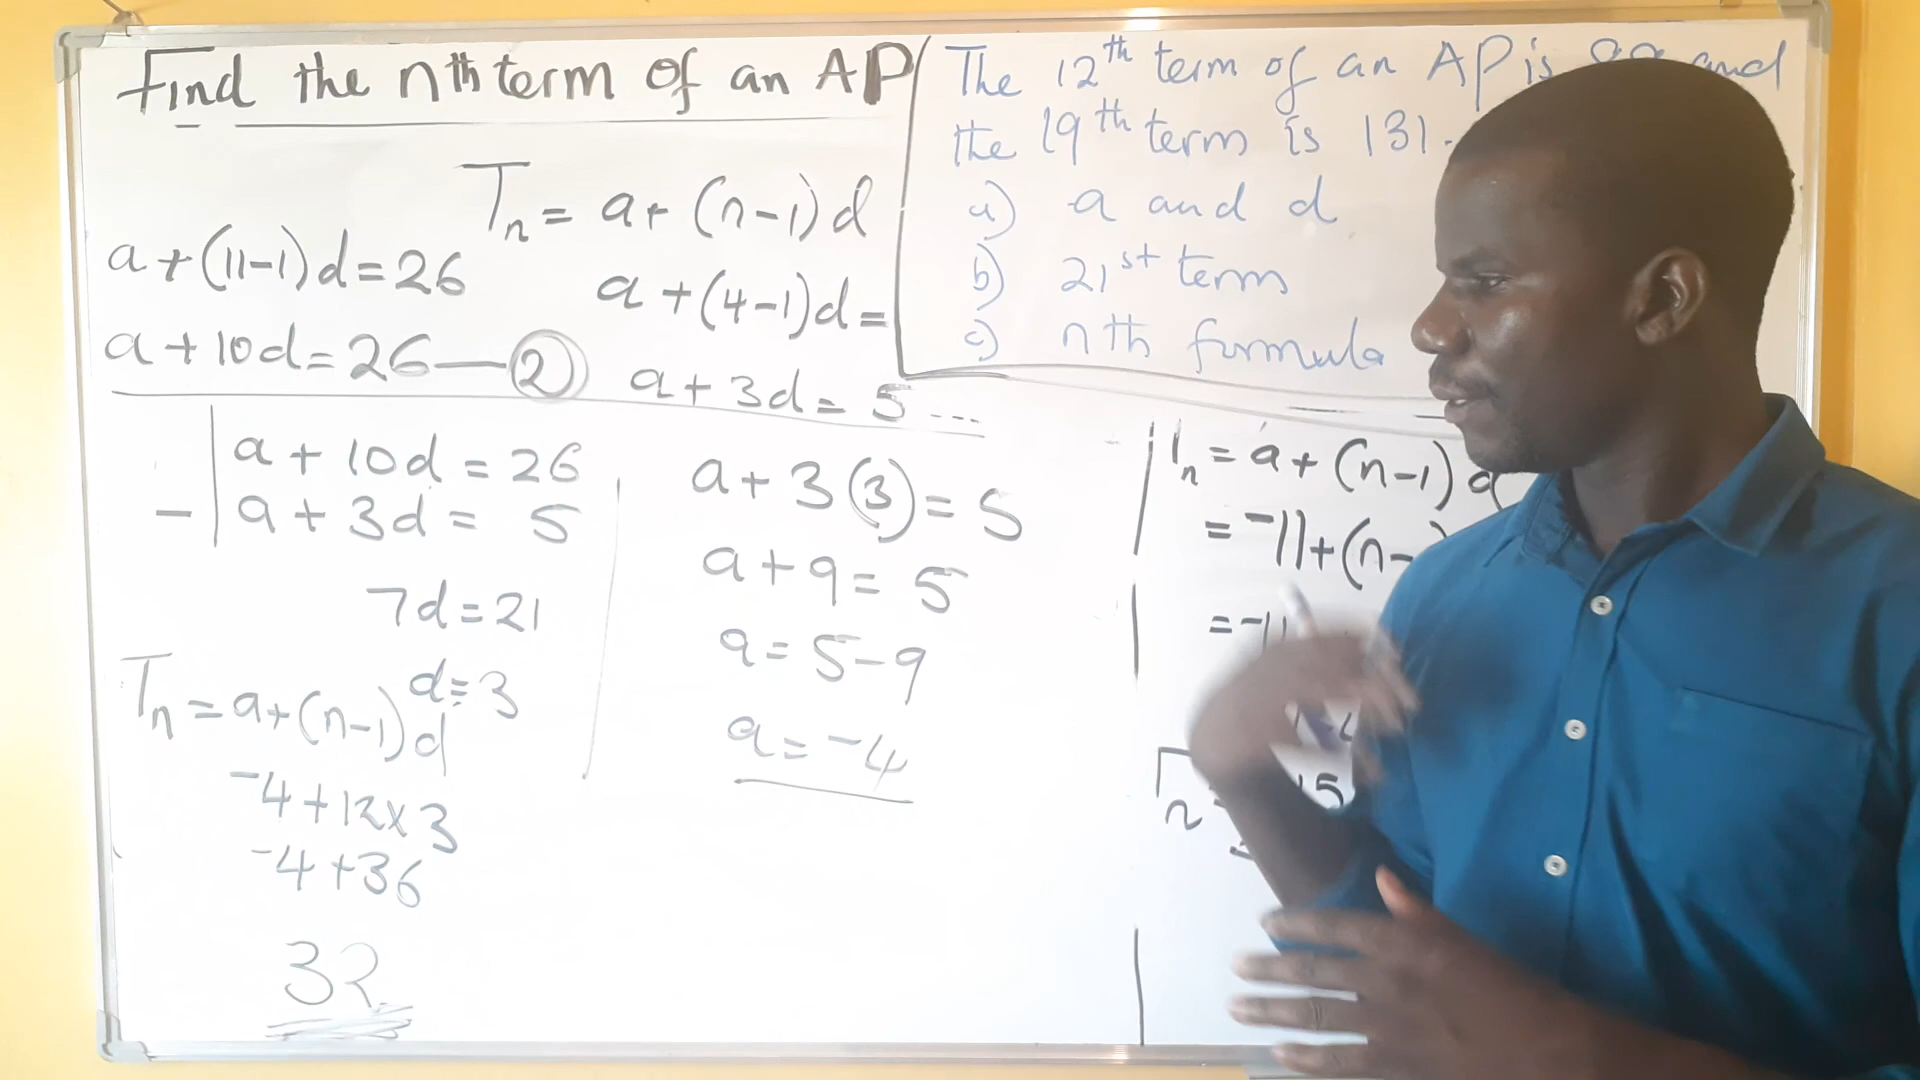 Find the nth term of an AP
Tn = a+ (n-1)d
a+(11-1)d=26
a+(4-1)d=
a+10d=26—②
a+3d= 5 ...
a+10d=26
- a+3d= 5
7d=21
d=3
Tn=a+(n-1)d
-4+12x3
-4+36
32
a+3(3)=5
a+9=5
a=5-9
a=-4
The 12th term of an AP is and
the 19th term is 131.
a) a and d
b) 21st term
c) nth formula
Tn=a+(n-1)d
=-11+(n-
=-11